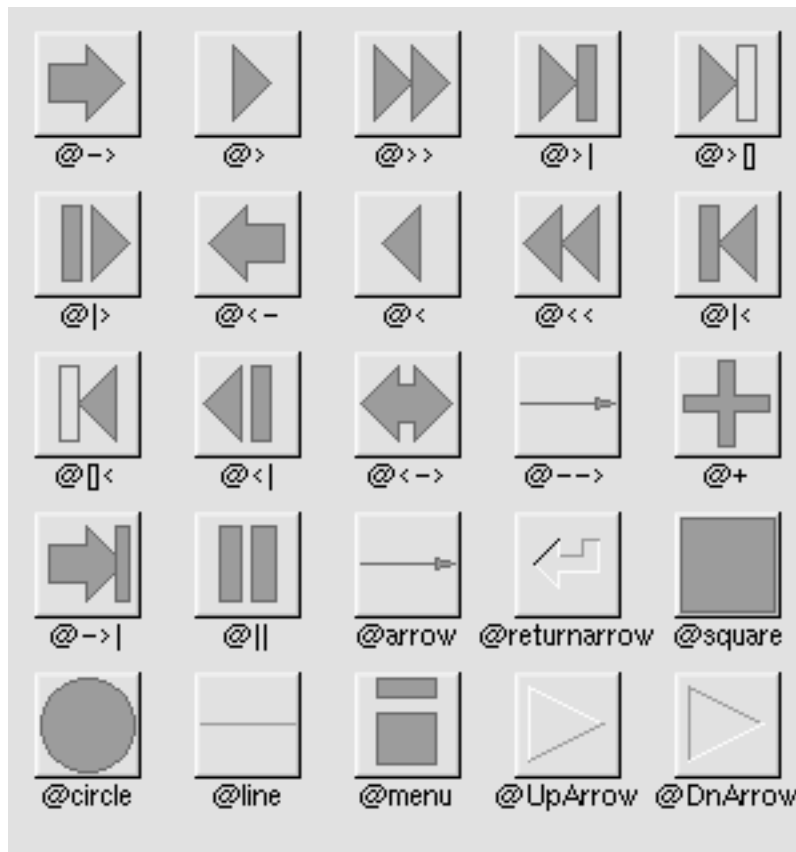 @-> @> @>> @>| @>[]
@|> @<- @< @<< @|<
@[]< @<| @<-> @--> @+
@->| @|| @arrow @returnarrow @square
@circle @line @menu @UpArrow @DnArrow